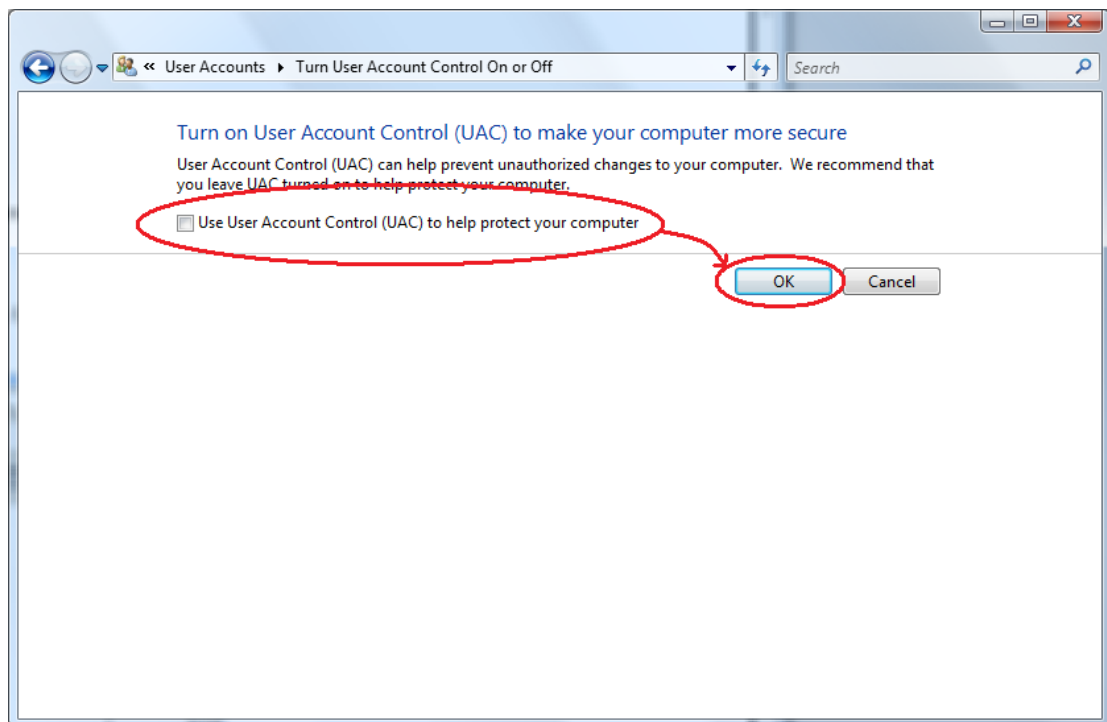 « User Accounts ▸ Turn User Account Control On or Off
Search
Turn on User Account Control (UAC) to make your computer more secure
User Account Control (UAC) can help prevent unauthorized changes to your computer. We recommend that
you leave UAC turned on to help protect your computer.
Use User Account Control (UAC) to help protect your computer
OK
Cancel